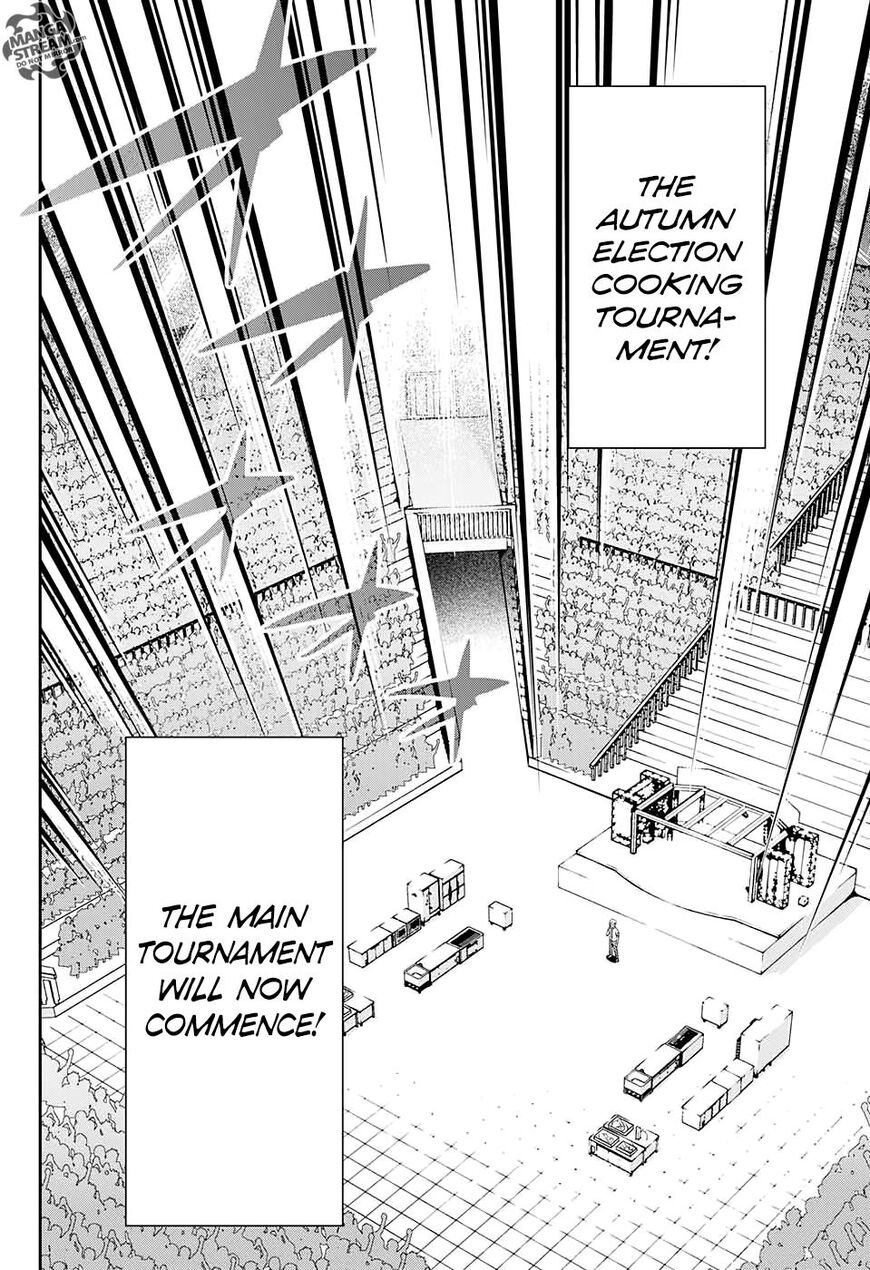 MANGA
STREAM
DO NOT MIRROR
THE
AUTUMN
ELECTION
COOKING
TOURNA-
MENT!
THE MAIN
TOURNAMENT
WILL NOW
COMMENCE!